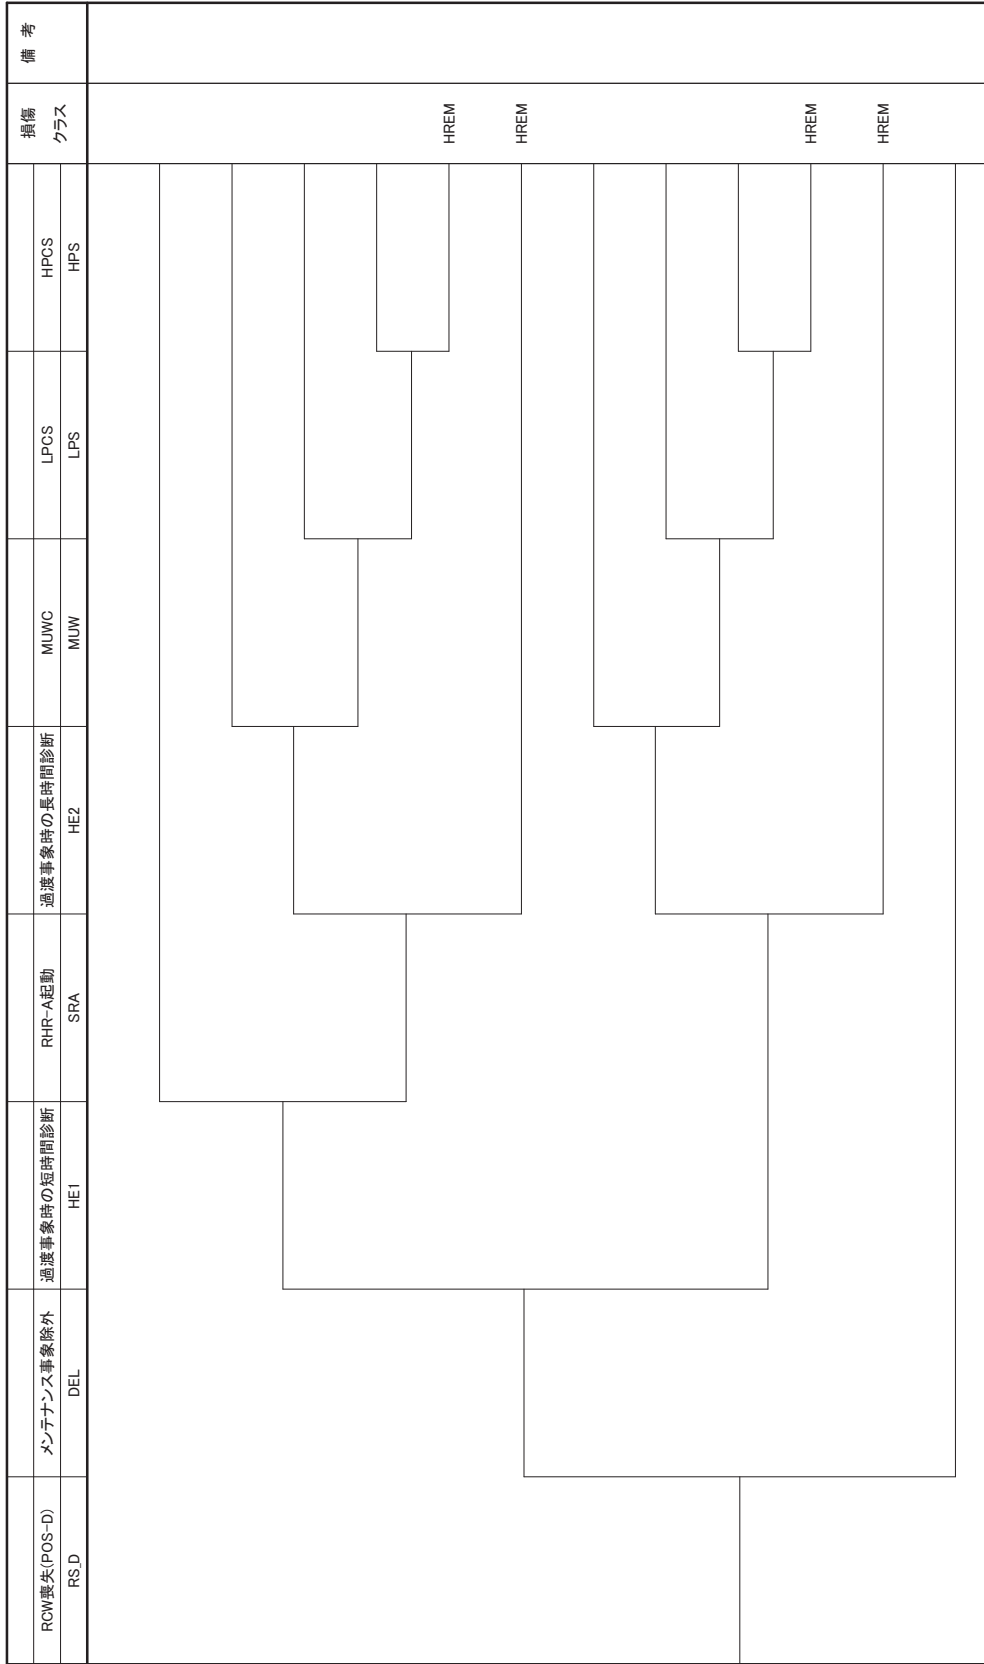 RCW喪失(POS-D)
メンテナンス事象除外
過渡事象時の短時間診断
RHR-A起動
過渡事象時の長時間診断
MUWC
LPCS
HPCS
損傷
クラス
備 考
RS_D
DEL
HE1
SRA
HE2
MUW
LPS
HPS
HREM
HREM
HREM
HREM